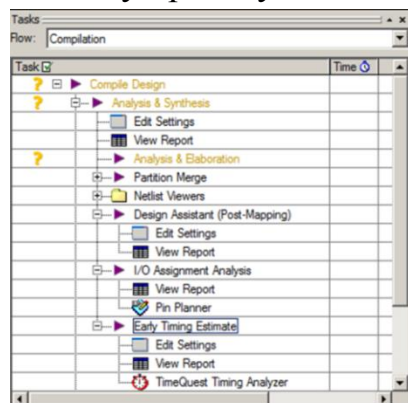 Tasks
Flow: Compilation
Task Time
Compile Design
Analysis & Synthesis
Edit Settings
View Report
Analysis & Elaboration
Partition Merge
Netlist Viewers
Design Assistant (Post-Mapping)
Edit Settings
View Report
I/O Assignment Analysis
View Report
Pin Planner
Early Timing Estimate
Edit Settings
View Report
TimeQuest Timing Analyzer